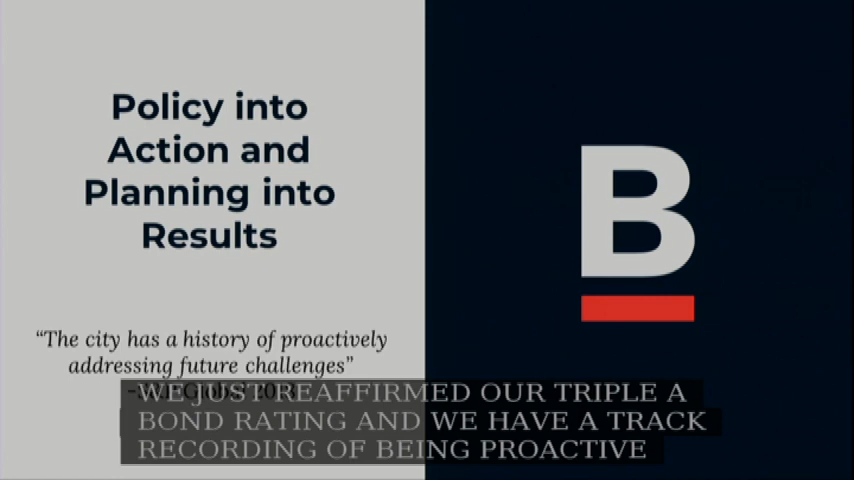 Policy into
Action and
Planning into
Results
B
“The city has a history of proactively
addressing future challenges”
WE JUST REAFFIRMED OUR TRIPLE A
BOND RATING AND WE HAVE A TRACK
RECORDING OF BEING PROACTIVE